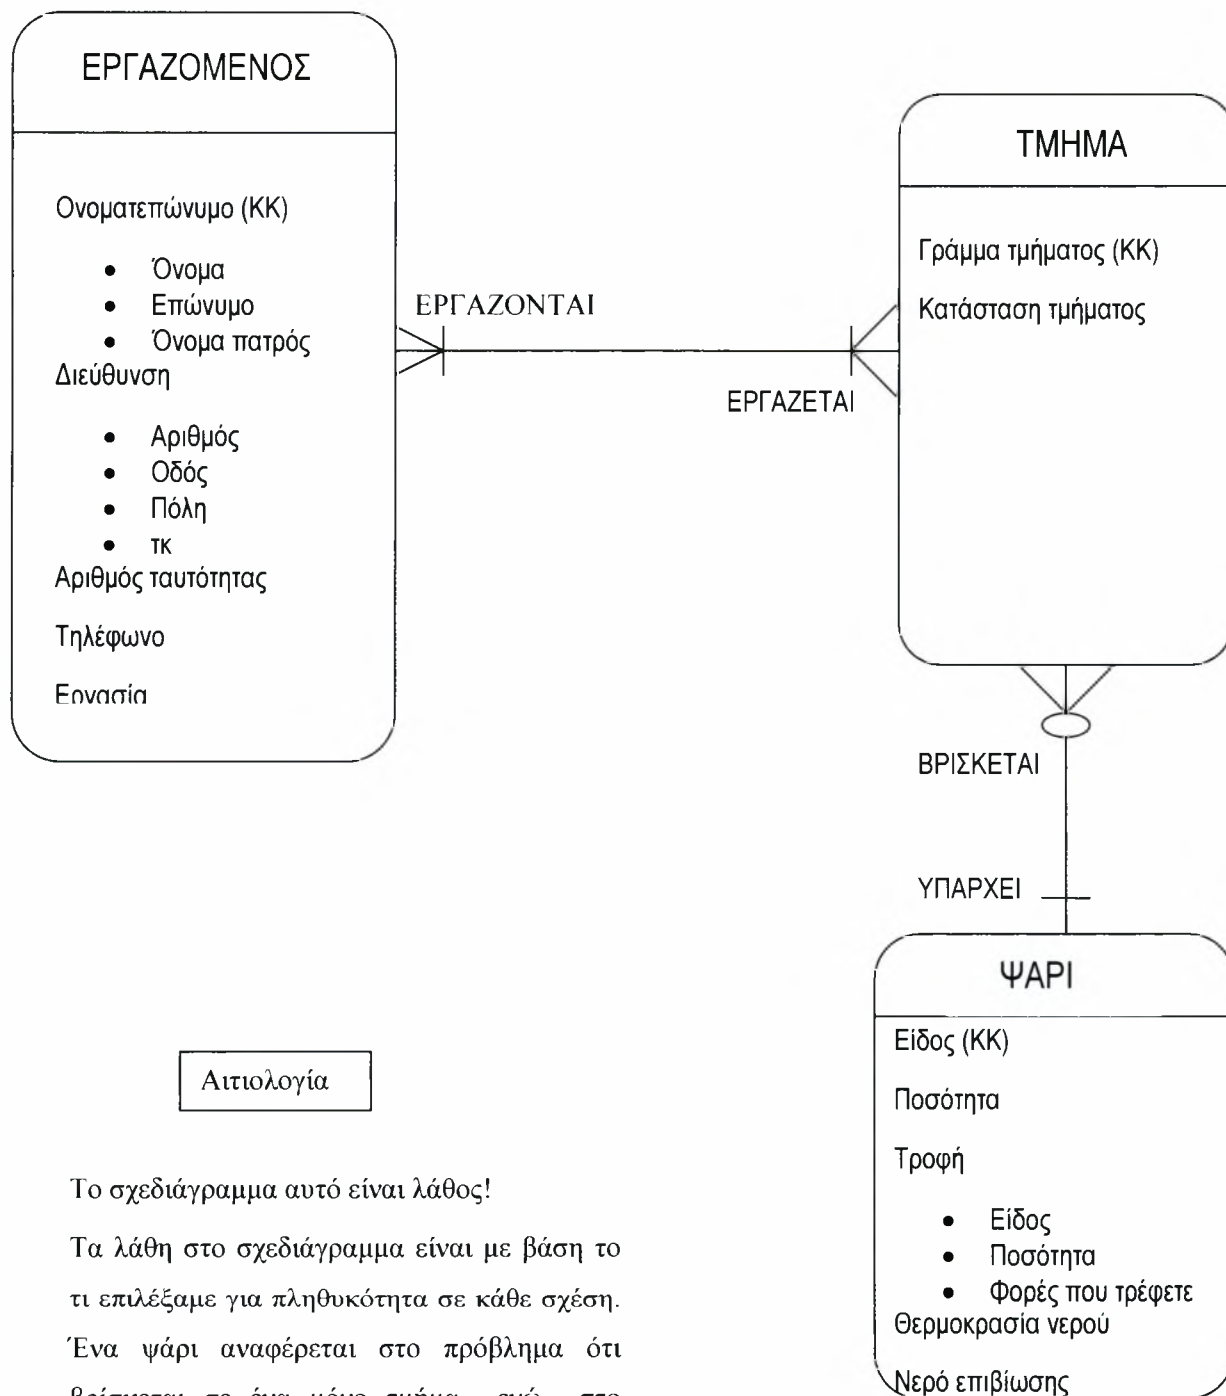 ΕΡΓΑΖΟΜΕΝΟΣ
Ονοματεπώνυμο (ΚΚ)
• Όνομα
• Επώνυμο
• Όνομα πατρός
Διεύθυνση
• Αριθμός
• Οδός
• Πόλη
• τκ
Αριθμός ταυτότητας
Τηλέφωνο
Εργασία
ΕΡΓΑΖΟΝΤΑΙ
ΕΡΓΑΖΕΤΑΙ
ΤΜΗΜΑ
Γράμμα τμήματος (ΚΚ)
Κατάσταση τμήματος
ΒΡΙΣΚΕΤΑΙ
ΥΠΑΡΧΕΙ
ΨΑΡΙ
Είδος (ΚΚ)
Ποσότητα
Τροφή
• Είδος
• Ποσότητα
• Φορές που τρέφετε
Θερμοκρασία νερού
Νερό επιβίωσης
Αιτιολογία
Το σχεδιάγραμμα αυτό είναι λάθος!
Τα λάθη στο σχεδιάγραμμα είναι με βάση το
τι επιλέξαμε για πληθυκότητα σε κάθε σχέση.
Ένα ψάρι αναφέρεται στο πρόβλημα ότι